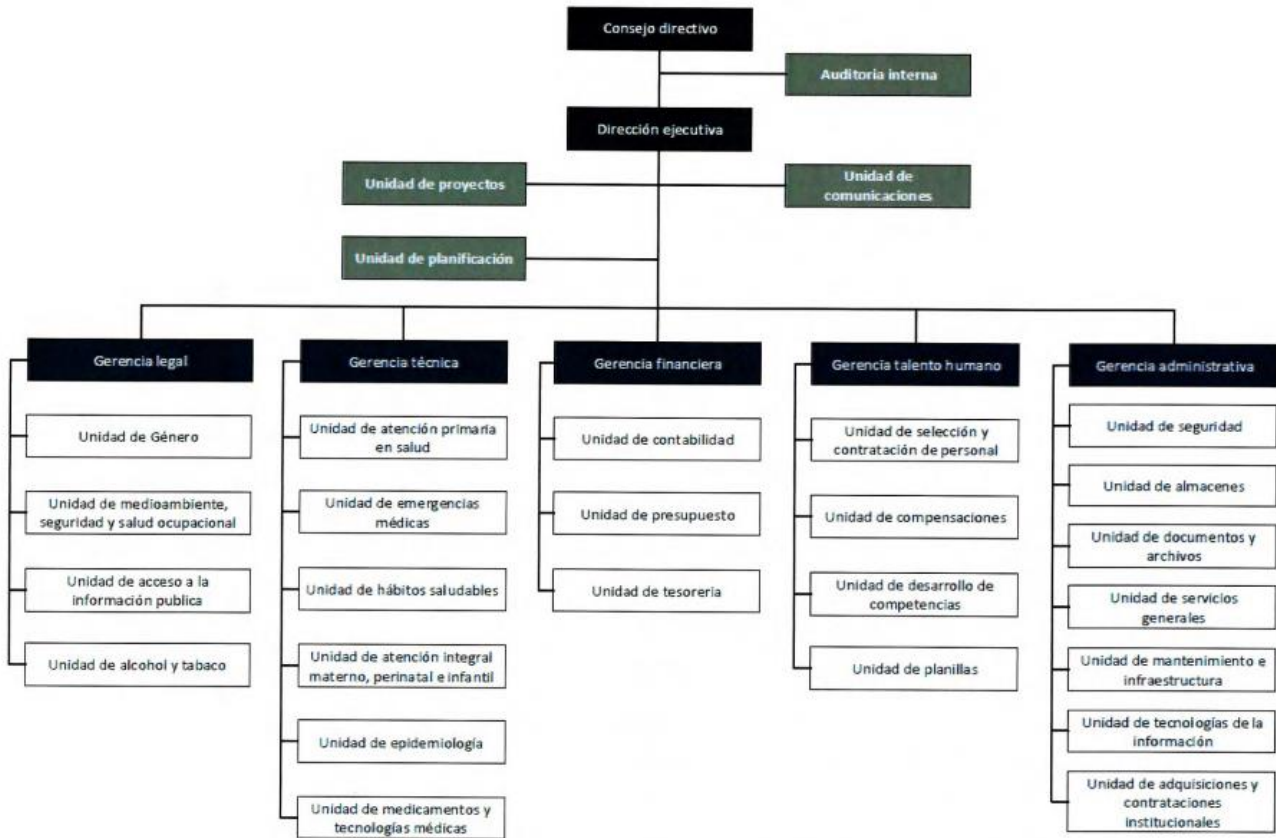 Consejo directivo
Auditoria interna
Dirección ejecutiva
Unidad de proyectos
Unidad de
comunicaciones
Unidad de planificación
Gerencia legal
Gerencia técnica
Gerencia financiera
Gerencia talento humano
Gerencia administrativa
Unidad de Género
Unidad de medioambiente,
seguridad y salud ocupacional
Unidad de acceso a la
información publica
Unidad de alcohol y tabaco
Unidad de atención primaria
en salud
Unidad de emergencias
médicas
Unidad de hábitos saludables
Unidad de atención integral
materno, perinatal e infantil
Unidad de epidemiología
Unidad de medicamentos y
tecnologías médicas
Unidad de contabilidad
Unidad de presupuesto
Unidad de tesoreria
Unidad de selección y
contratación de personal
Unidad de compensaciones
Unidad de desarrollo de
competencias
Unidad de planillas
Unidad de seguridad
Unidad de almacenes
Unidad de documentos y
archivos
Unidad de servicios
generales
Unidad de mantenimiento e
infraestructura
Unidad de tecnologías de la
información
Unidad de adquisiciones y
contrataciones
institucionales